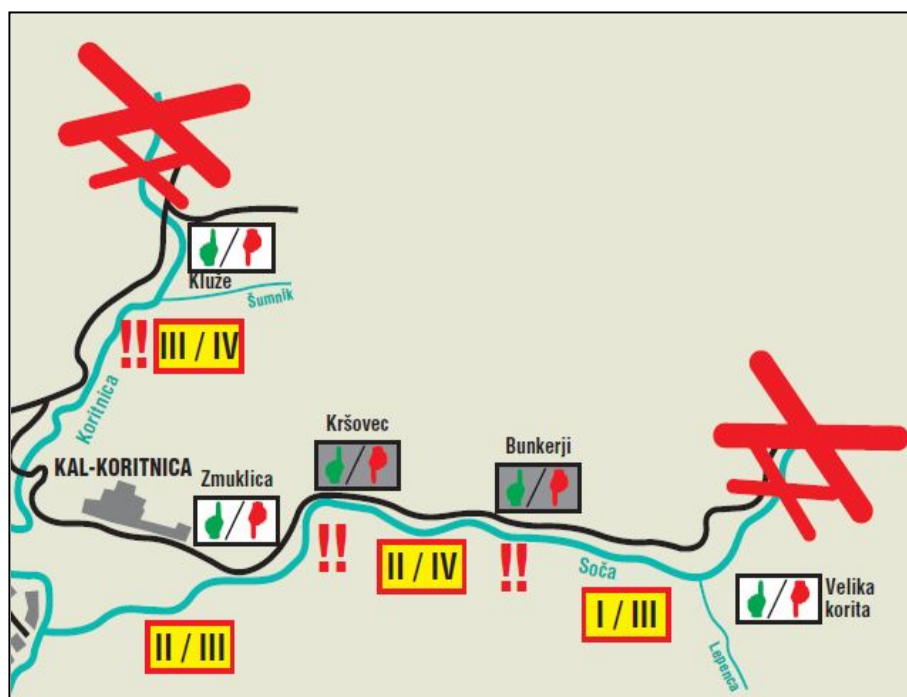 Kluže
Šumnik
!! III / IV
Koritnica
Kršovec
Bunkerji
KAL-KORITNICA
Zmuklica
!!
II / IV
!!
Soča
Velika
korita
I / III
II / III
Lepenca